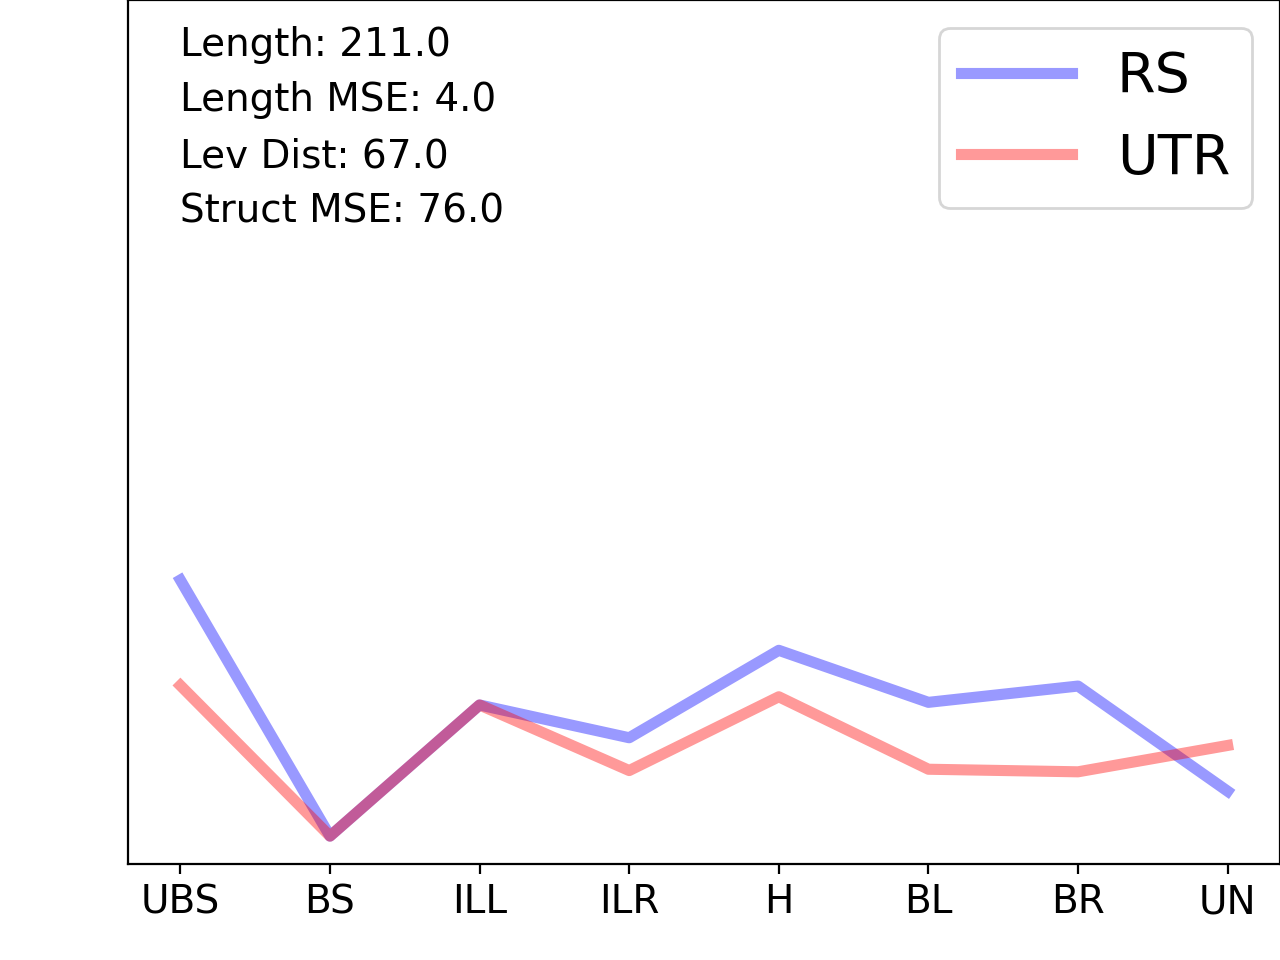 Length: 211.0
Length MSE: 4.0
Lev Dist: 67.0
Struct MSE: 76.0
RS
UTR
UBS BS ILL ILR H BL BR UN